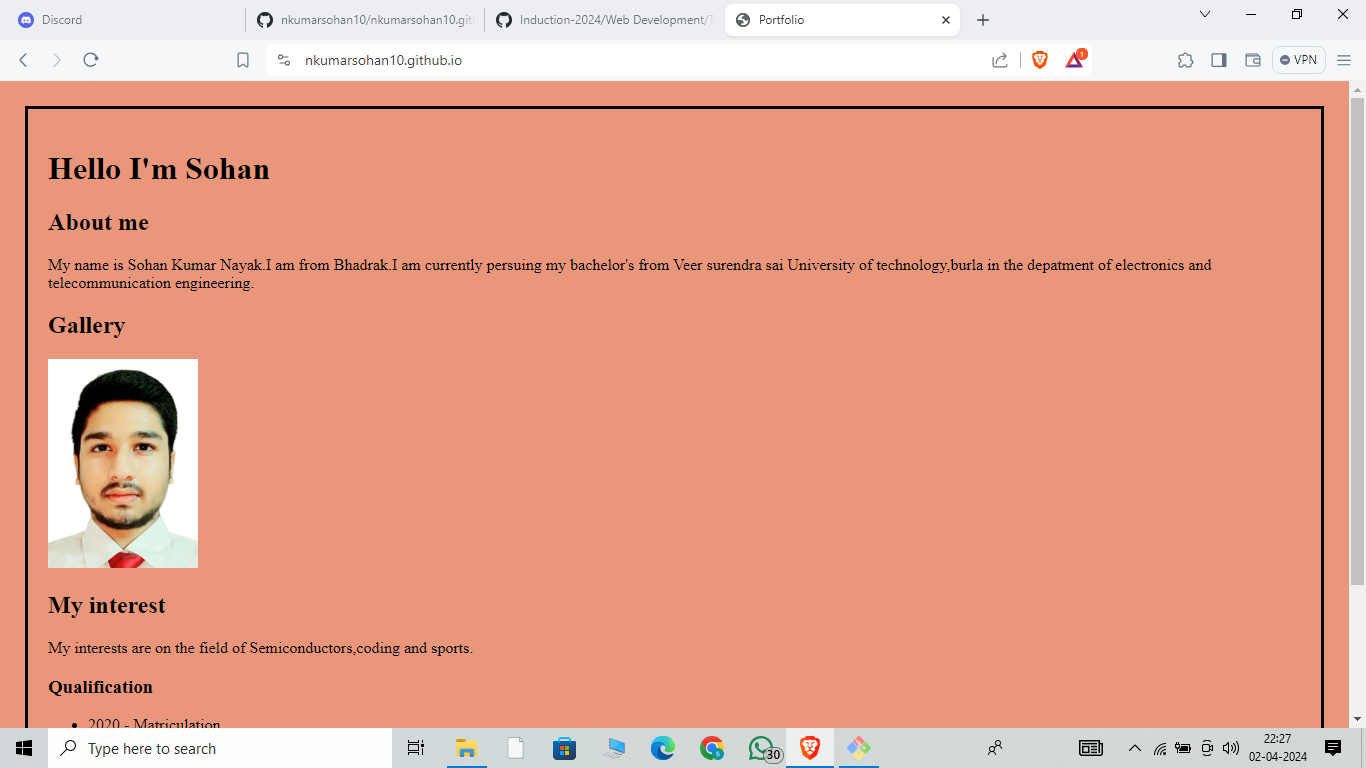 Discord
nkumarsohan10/nkumarsohan10.git
Induction-2024/Web Development/T
Portfolio
nkumarsohan10.github.io
1
VPN
Hello I'm Sohan
About me
My name is Sohan Kumar Nayak.I am from Bhadrak.I am currently persuing my bachelor's from Veer surendra sai University of technology,burla in the depatment of electronics and
telecommunication engineering.
Gallery
My interest
My interests are on the field of Semiconductors,coding and sports.
Qualification
2020 - Matriculation
Type here to search
30
22:27
02-04-2024